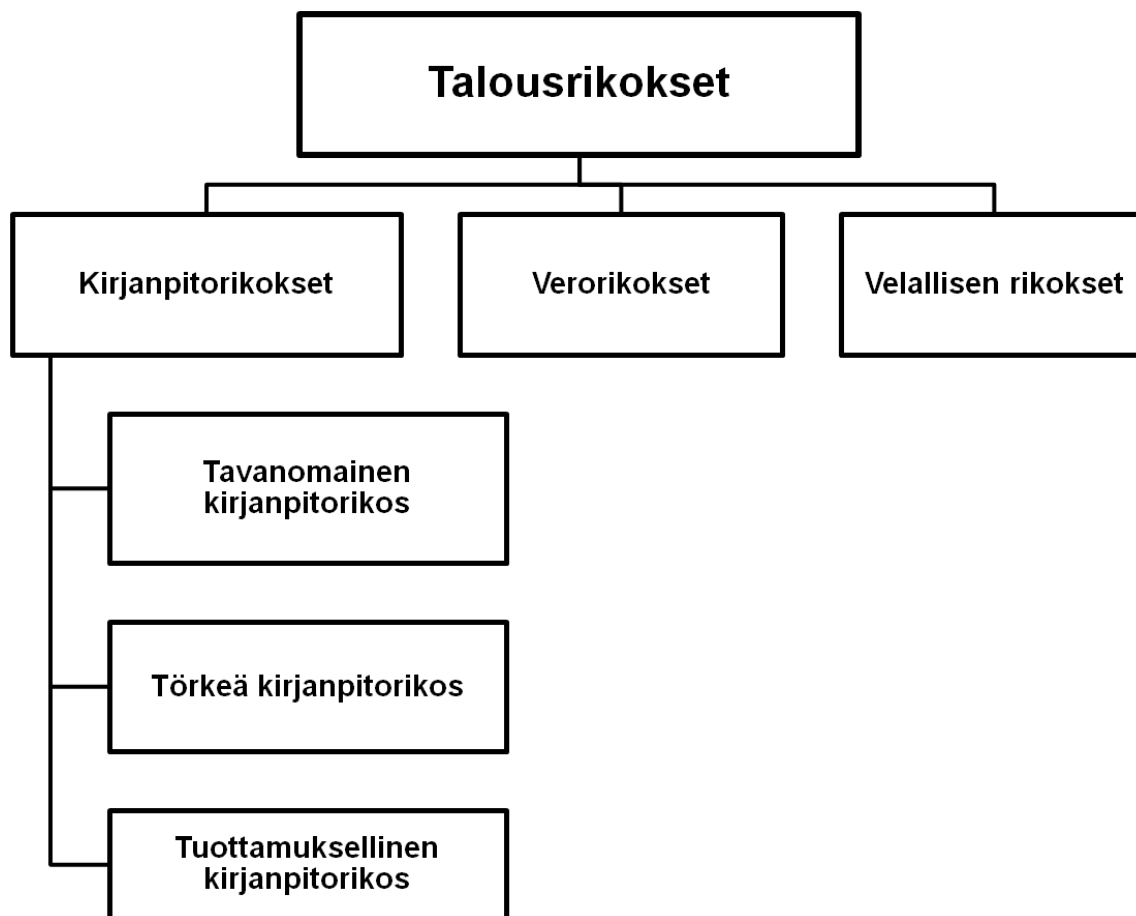 Talousrikokset
Kirjanpitorikokset
Verorikokset
Velallisen rikokset
Tavanomainen
kirjanpitorikos
Törkeä kirjanpitorikos
Tuottamuksellinen
kirjanpitorikos